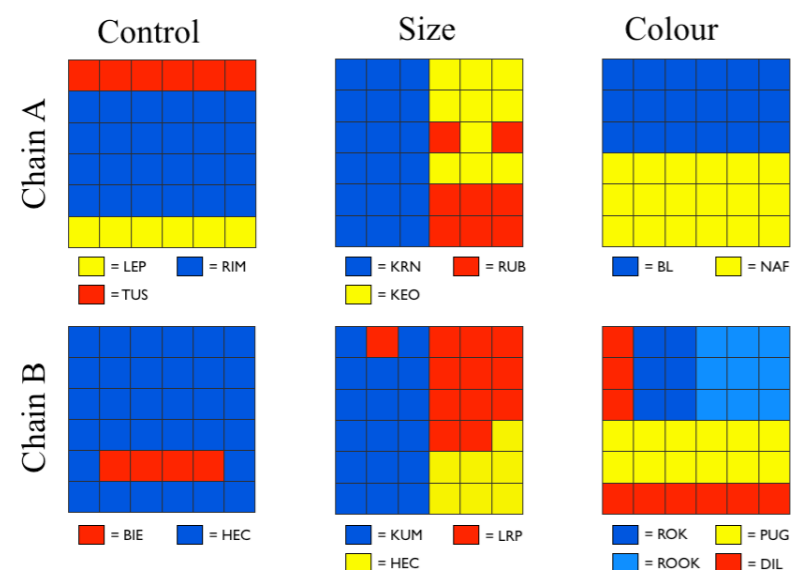 Control Size Colour
Chain A
= LEP = RIM = KRN = RUB = BL = NAF
= TUS = KEO
Chain B
= BIE = HEC = KUM = LRP = ROK = PUG
= HEC = ROOK = DIL